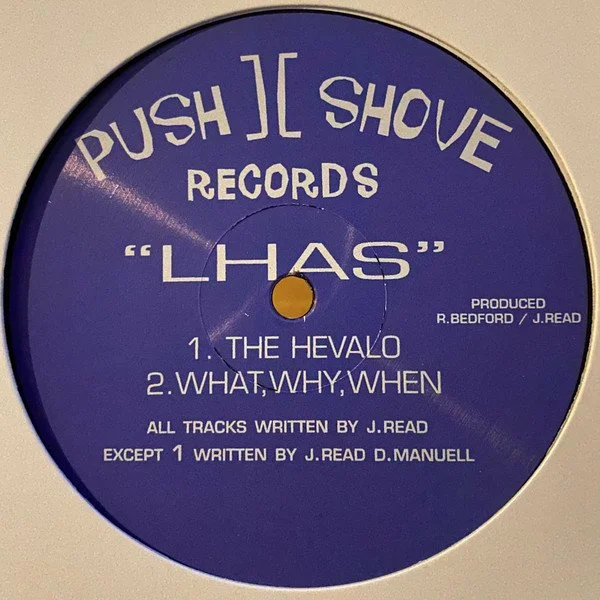 PUSH ][ SHOVE
RECORDS
"LHAS"
PRODUCED
R.BEDFORD / J.READ
1. THE HEVALO
2.WHAT,WHY,WHEN
ALL TRACKS WRITTEN BY J.READ
EXCEPT 1 WRITTEN BY J.READ D.MANUELL